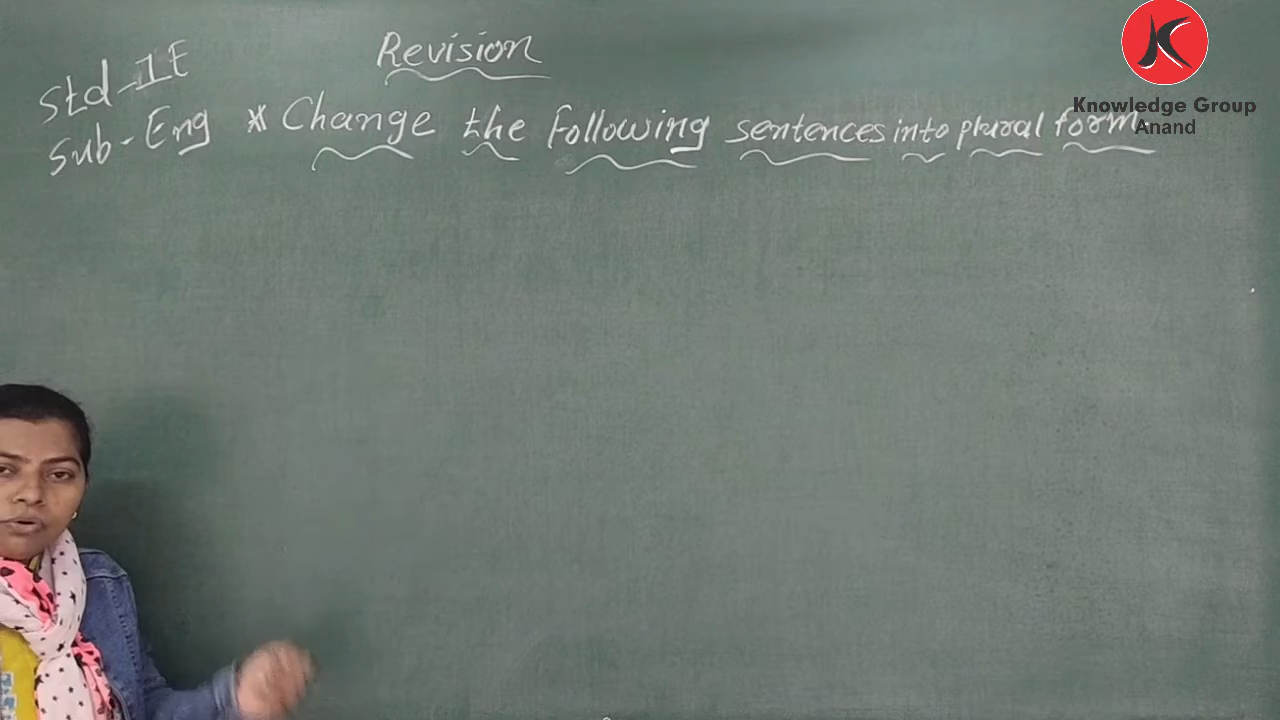 Revision
Std-1E
Sub-Eng
* Change the following sentences into plural form.
Knowledge Group
Anand